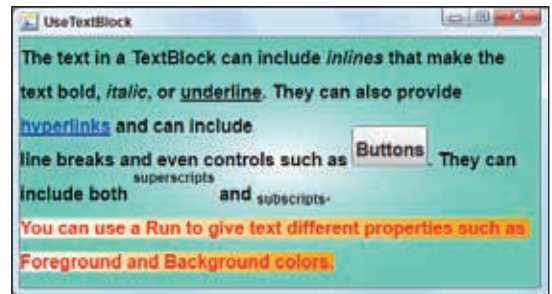 UseTextBlock
The text in a TextBlock can include inlines that make the
text bold, italic, or underline. They can also provide
hyperlinks and can include
line breaks and even controls such as Buttons. They can
include both superscripts and subscripts.
You can use a Run to give text different properties such as
Foreground and Background colors.